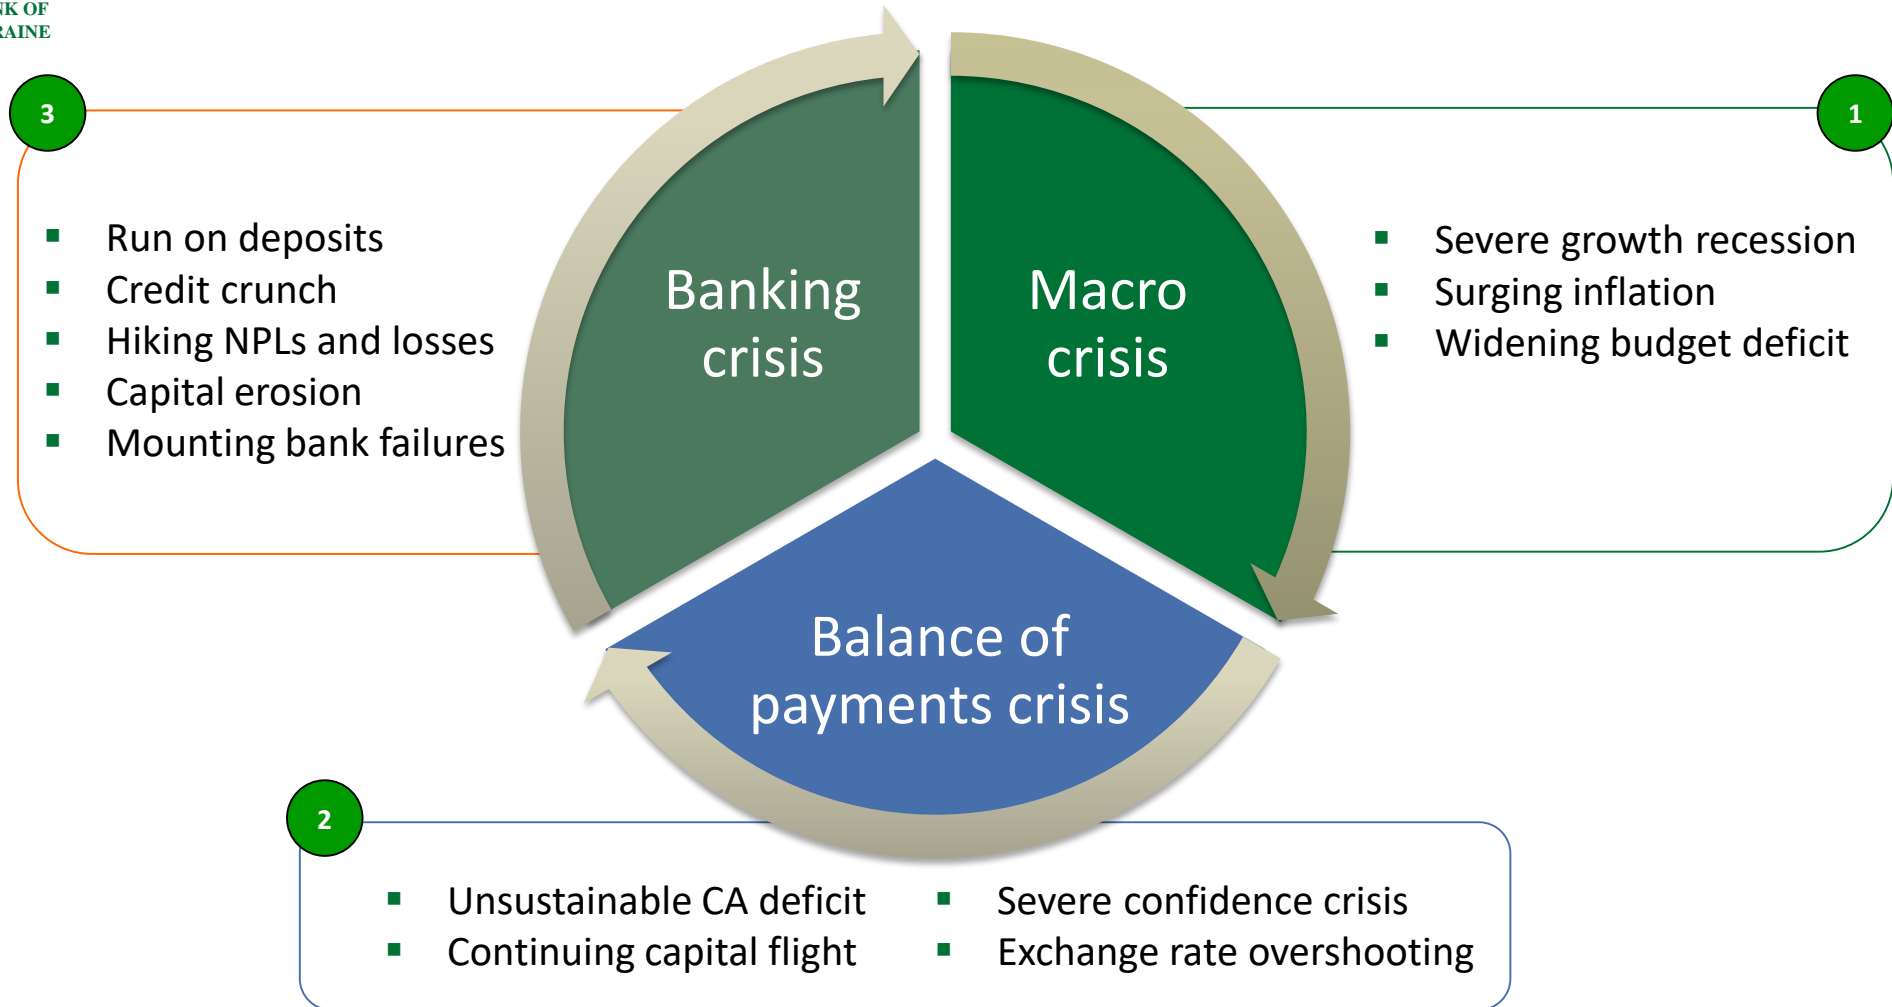 NK OF
RAINE
3
Run on deposits
Credit crunch
Hiking NPLs and losses
Capital erosion
Mounting bank failures
Banking
crisis
Macro
crisis
1
Severe growth recession
Surging inflation
Widening budget deficit
Balance of
payments crisis
2
Unsustainable CA deficit
Continuing capital flight
Severe confidence crisis
Exchange rate overshooting